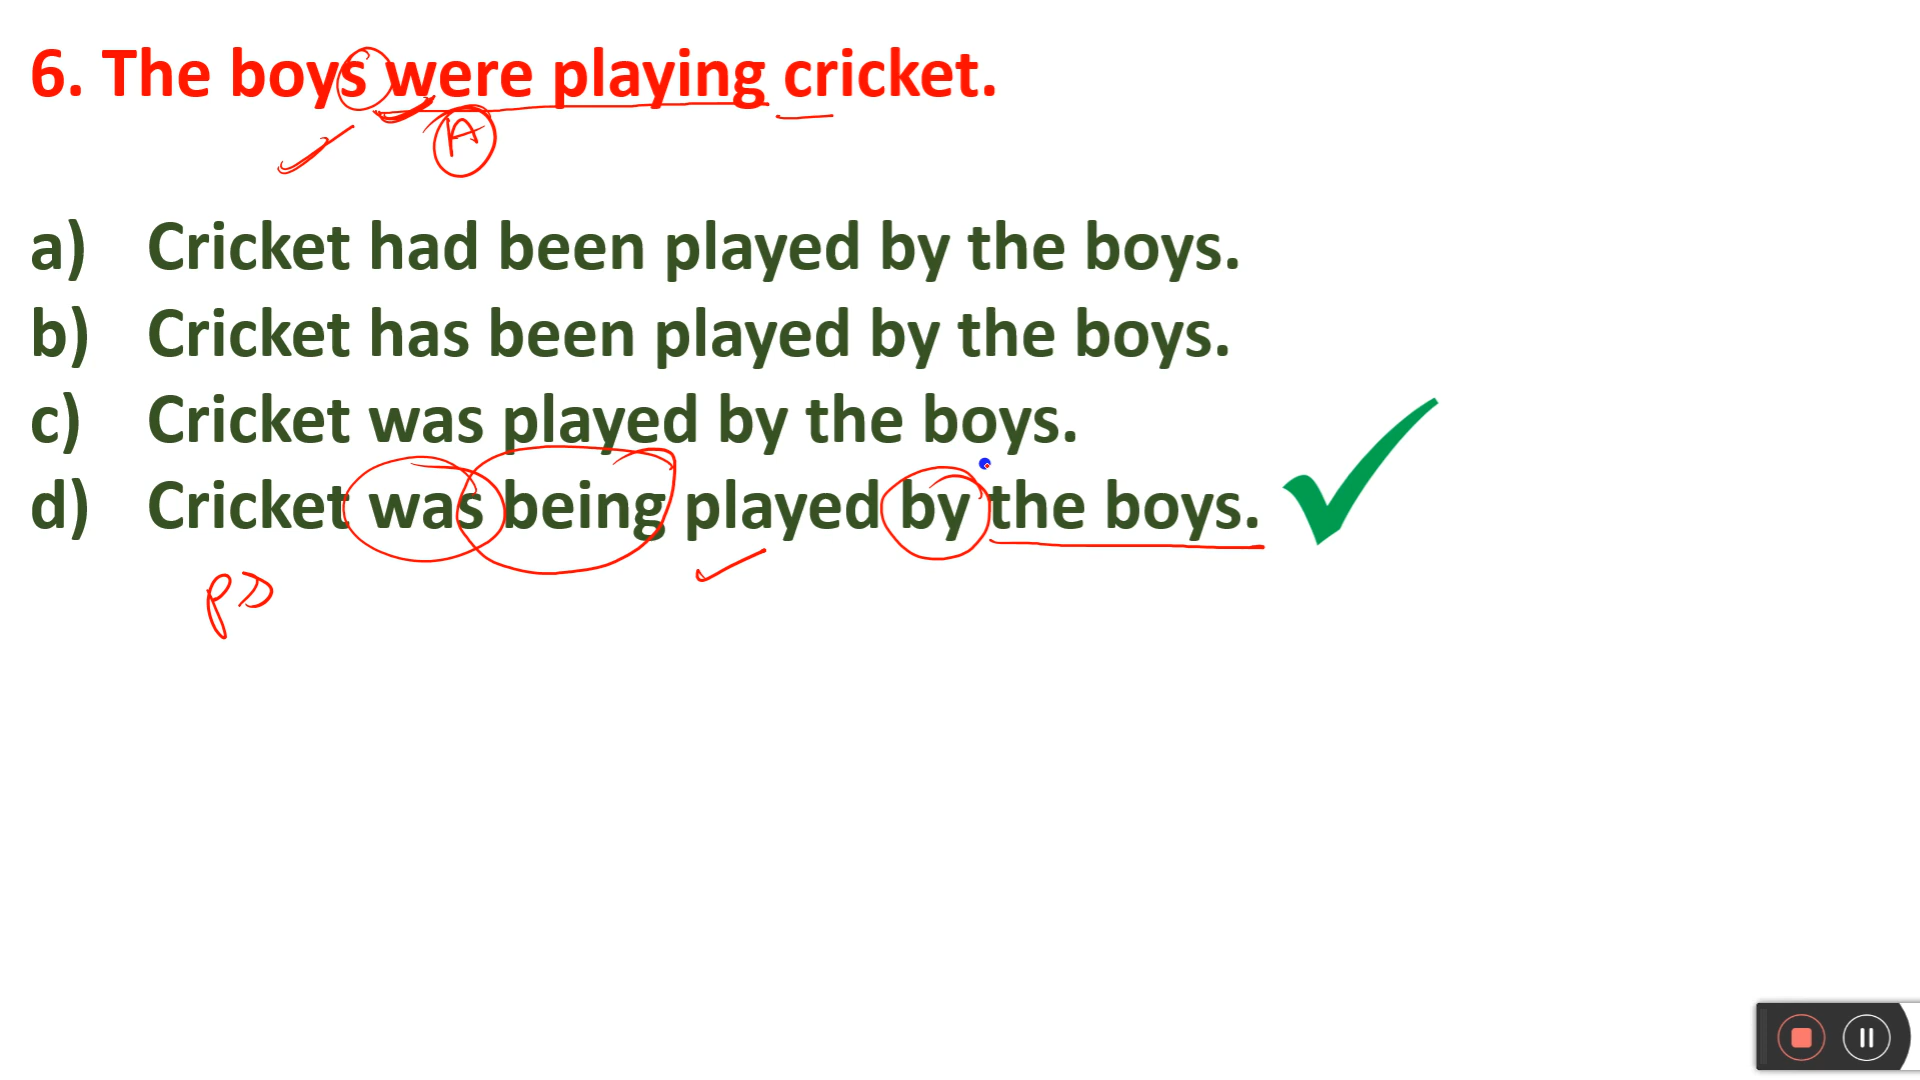 6. The boys were playing cricket.
A
a) Cricket had been played by the boys.
b) Cricket has been played by the boys.
c) Cricket was played by the boys.
d) Cricket was being played by the boys.